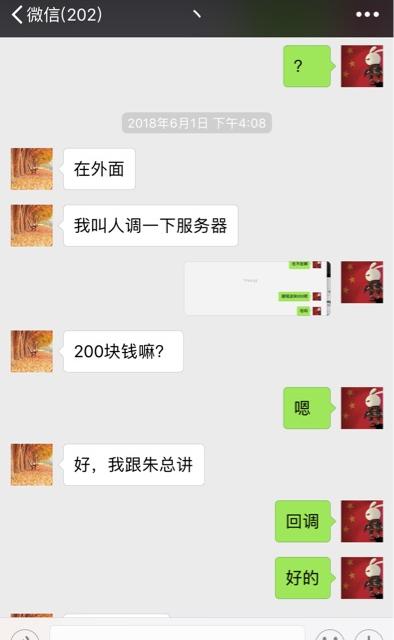 微信(202)
?
2018年6月1日 下午4:08
在外面
我叫人调一下服务器
200块钱嘛?
嗯
好，我跟朱总讲
回调
好的